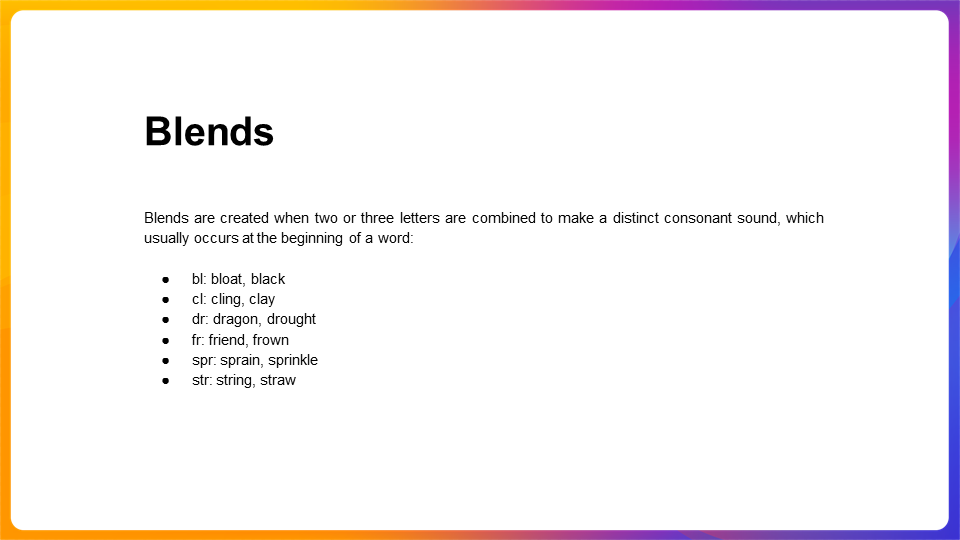 Blends
Blends are created when two or three letters are combined to make a distinct consonant sound, which
usually occurs at the beginning of a word:
● bl: bloat, black
● cl: cling, clay
● dr: dragon, drought
● fr: friend, frown
● spr: sprain, sprinkle
● str: string, straw